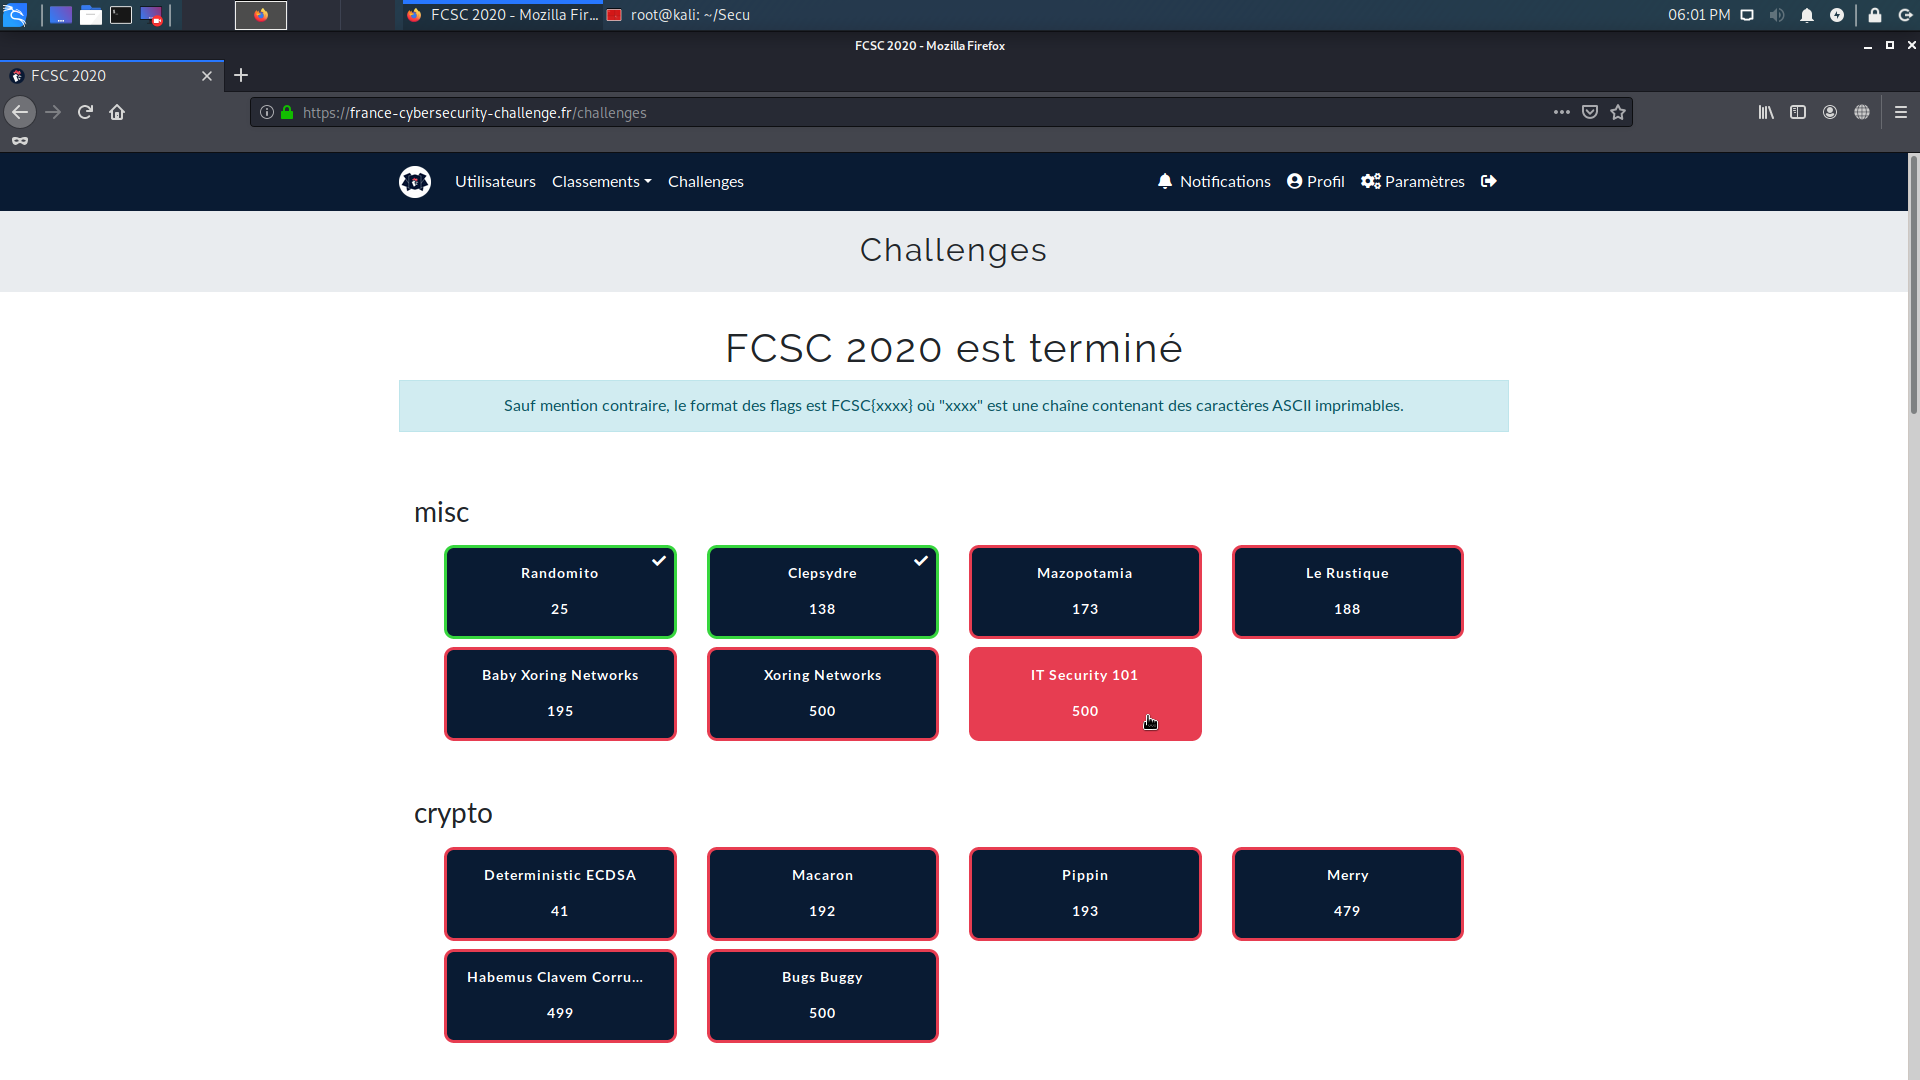 FCSC 2020 - Mozilla Fir...
root@kali: ~/Secu
06:01 PM
FCSC 2020 - Mozilla Firefox
FCSC 2020
https://france-cybersecurity-challenge.fr/challenges
Utilisateurs Classements Challenges Notifications Profil Paramètres
Challenges
FCSC 2020 est terminé
Sauf mention contraire, le format des flags est FCSC{xxxx} où "xxxx" est une chaîne contenant des caractères ASCII imprimables.
misc
Randomito
25
Clepsydre
138
Mazopotamia
173
Le Rustique
188
Baby Xoring Networks
195
Xoring Networks
500
IT Security 101
500
crypto
Deterministic ECDSA
41
Macaron
192
Pippin
193
Merry
479
Habemus Clavem Corru...
499
Bugs Buggy
500